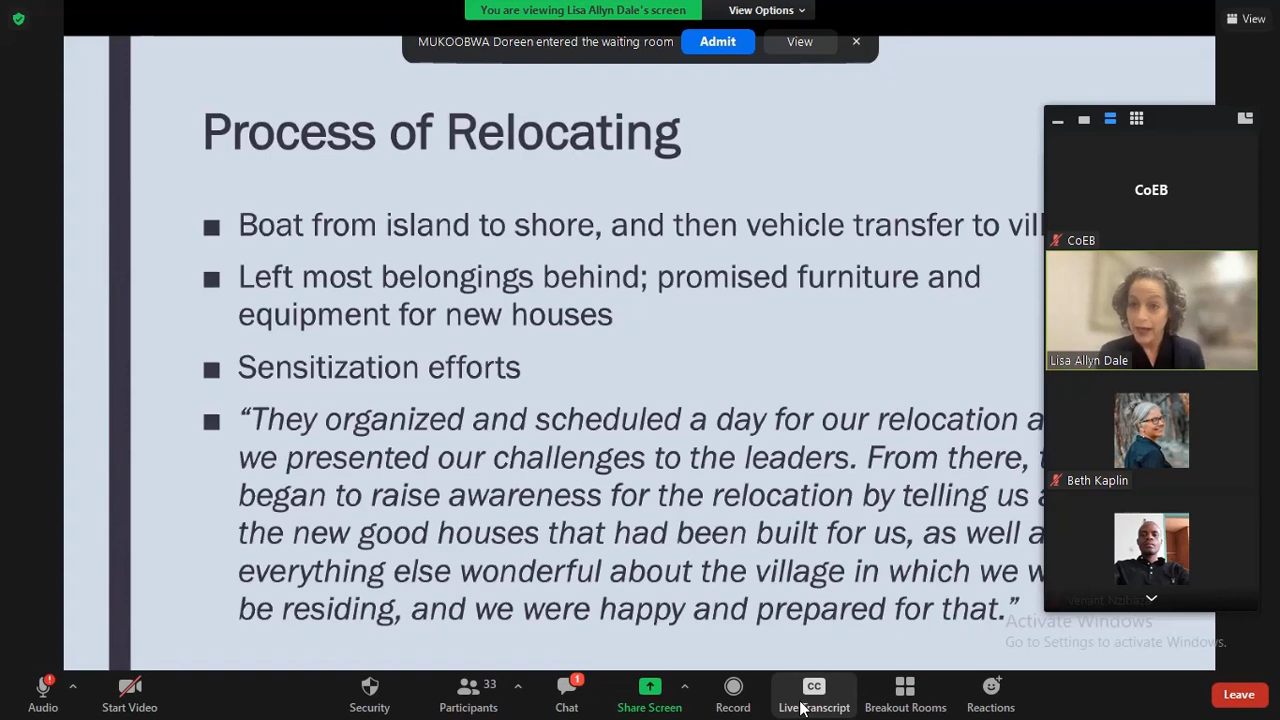 You are viewing Lisa Allyn Dale's screen
View Options
View
MUKOOBWA Doreen entered the waiting room
Admit
View
Process of Relocating
Boat from island to shore, and then vehicle transfer to
Left most belongings behind; promised furniture and
equipment for new houses
Sensitization efforts
“They organized and scheduled a day for our relocation
we presented our challenges to the leaders. From there,
began to raise awareness for the relocation by telling us
the new good houses that had been built for us, as well
everything else wonderful about the village in which we
be residing, and we were happy and prepared for that.”
CoEB
CoEB
Lisa Allyn Dale
Beth Kaplin
Activate Windows
Go to Settings to activate Windows.
Audio
Start Video
Security
33
Participants
1
Chat
Share Screen
Record
CC
Live Transcript
Breakout Rooms
Reactions
Leave